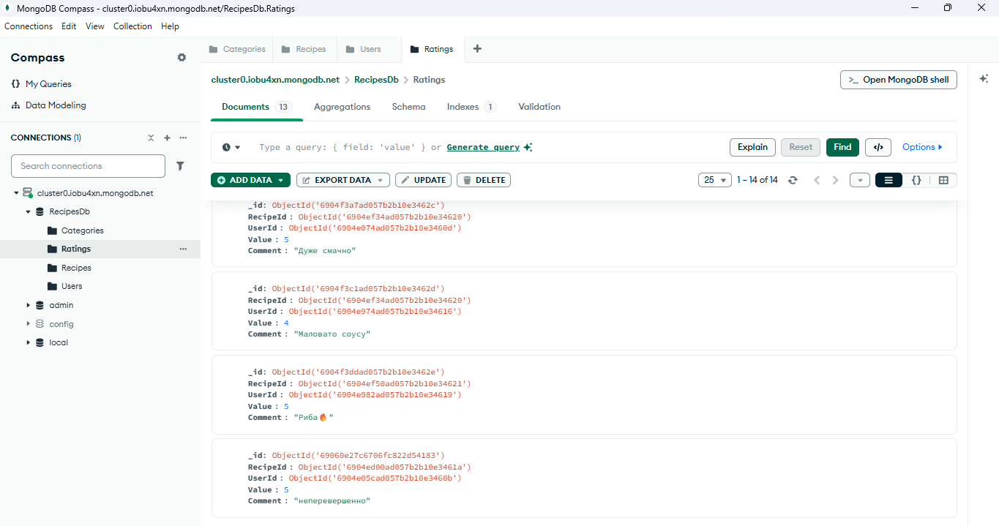 MongoDB Compass - cluster0.iobu4xn.mongodb.net/RecipesDb.Ratings
Connections Edit View Collection Help
Compass
{} My Queries
Data Modeling
CONNECTIONS (1)
Search connections
cluster0.iobu4xn.mongodb.net
RecipesDb
Categories
Ratings
Recipes
Users
admin
config
local
Categories Recipes Users Ratings
cluster0.iobu4xn.mongodb.net > RecipesDb > Ratings
>_ Open MongoDB shell
Documents 13 Aggregations Schema Indexes 1 Validation
Type a query: { field: 'value' } or Generate query
Explain Reset Find </> Options
ADD DATA EXPORT DATA UPDATE DELETE
25 1 – 14 of 14 {}
_id: ObjectId('6904f3a7ad057b2b10e3462c')
RecipeId : ObjectId('6904ef34ad057b2b10e34620')
UserId : ObjectId('6904e074ad057b2b10e3460d')
Value : 5
Comment : "Дуже смачно"
_id: ObjectId('6904f3c1ad057b2b10e3462d')
RecipeId : ObjectId('6904ef34ad057b2b10e34620')
UserId : ObjectId('6904e974ad057b2b10e34616')
Value : 4
Comment : "Маловато соусу"
_id: ObjectId('6904f3ddad057b2b10e3462e')
RecipeId : ObjectId('6904ef50ad057b2b10e34621')
UserId : ObjectId('6904e982ad057b2b10e34619')
Value : 5
Comment : "Риба🔥"
_id: ObjectId('69060e27c6706fc822d54183')
RecipeId : ObjectId('6904ed00ad057b2b10e3461a')
UserId : ObjectId('6904e05cad057b2b10e3460b')
Value : 5
Comment : "неперевершенно"